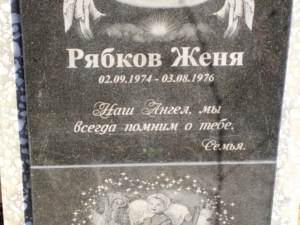 Рябков Женя
02.09.1974 - 03.08.1976
Наш Ангел, мы
всегда помним о тебе.
Семья.